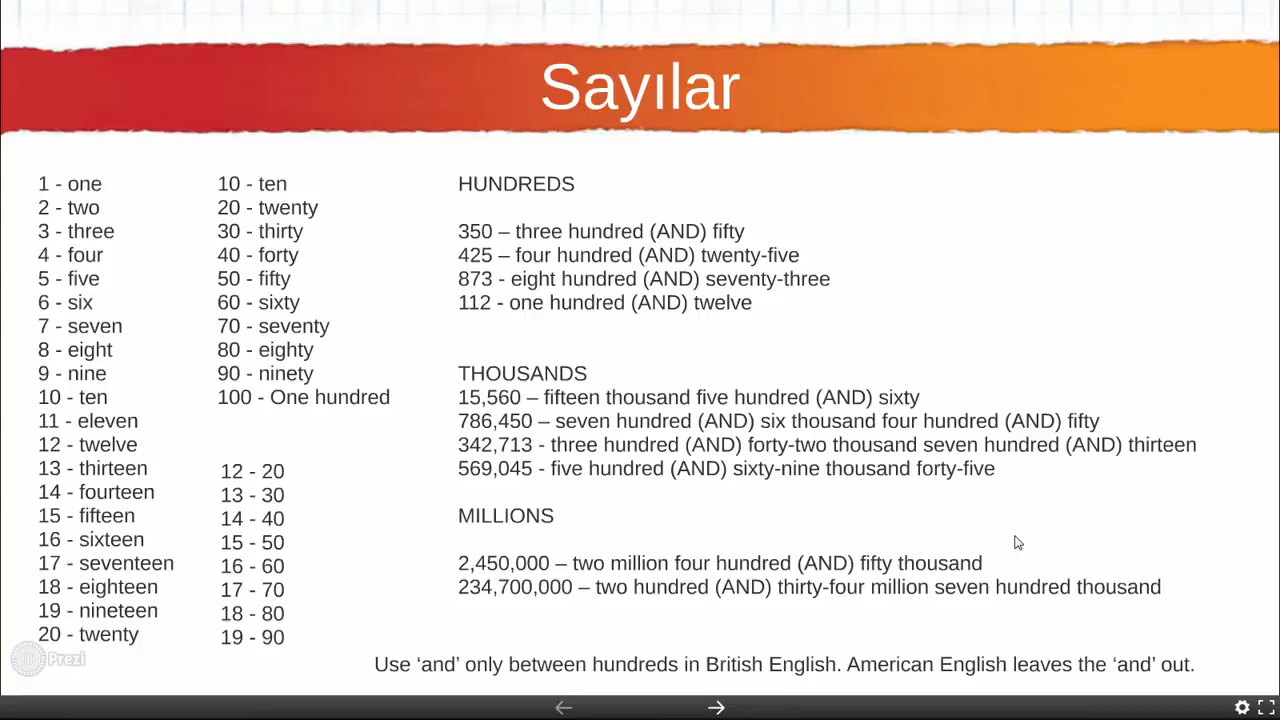 Sayılar
1 - one
2 - two
3 - three
4 - four
5 - five
6 - six
7 - seven
8 - eight
9 - nine
10 - ten
11 - eleven
12 - twelve
13 - thirteen
14 - fourteen
15 - fifteen
16 - sixteen
17 - seventeen
18 - eighteen
19 - nineteen
20 - twenty
10 - ten
20 - twenty
30 - thirty
40 - forty
50 - fifty
60 - sixty
70 - seventy
80 - eighty
90 - ninety
100 - One hundred
12 - 20
13 - 30
14 - 40
15 - 50
16 - 60
17 - 70
18 - 80
19 - 90
HUNDREDS
350 – three hundred (AND) fifty
425 – four hundred (AND) twenty-five
873 - eight hundred (AND) seventy-three
112 - one hundred (AND) twelve
THOUSANDS
15,560 – fifteen thousand five hundred (AND) sixty
786,450 – seven hundred (AND) six thousand four hundred (AND) fifty
342,713 - three hundred (AND) forty-two thousand seven hundred (AND) thirteen
569,045 - five hundred (AND) sixty-nine thousand forty-five
MILLIONS
2,450,000 – two million four hundred (AND) fifty thousand
234,700,000 – two hundred (AND) thirty-four million seven hundred thousand
Use ‘and’ only between hundreds in British English. American English leaves the ‘and’ out.
Prezi